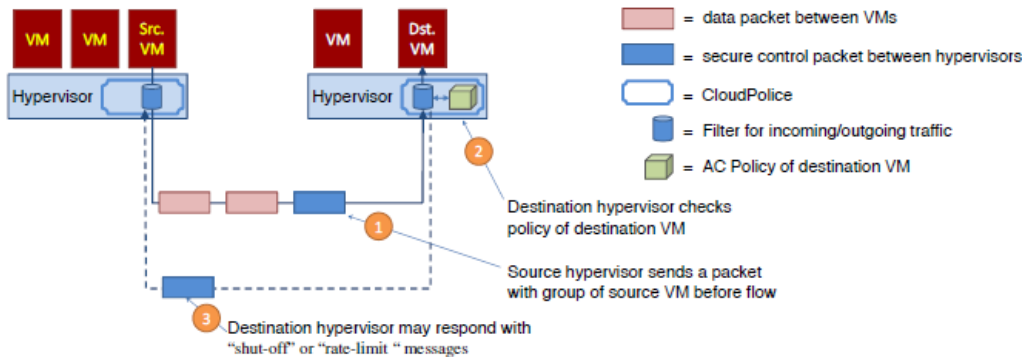 VM
VM
Src.
VM
VM
Dst.
VM
Hypervisor
Hypervisor
= data packet between VMs
= secure control packet between hypervisors
= CloudPolice
= Filter for incoming/outgoing traffic
= AC Policy of destination VM
2
Destination hypervisor checks
policy of destination VM
1
Source hypervisor sends a packet
with group of source VM before flow
3
Destination hypervisor may respond with
“shut-off” or “rate-limit “ messages